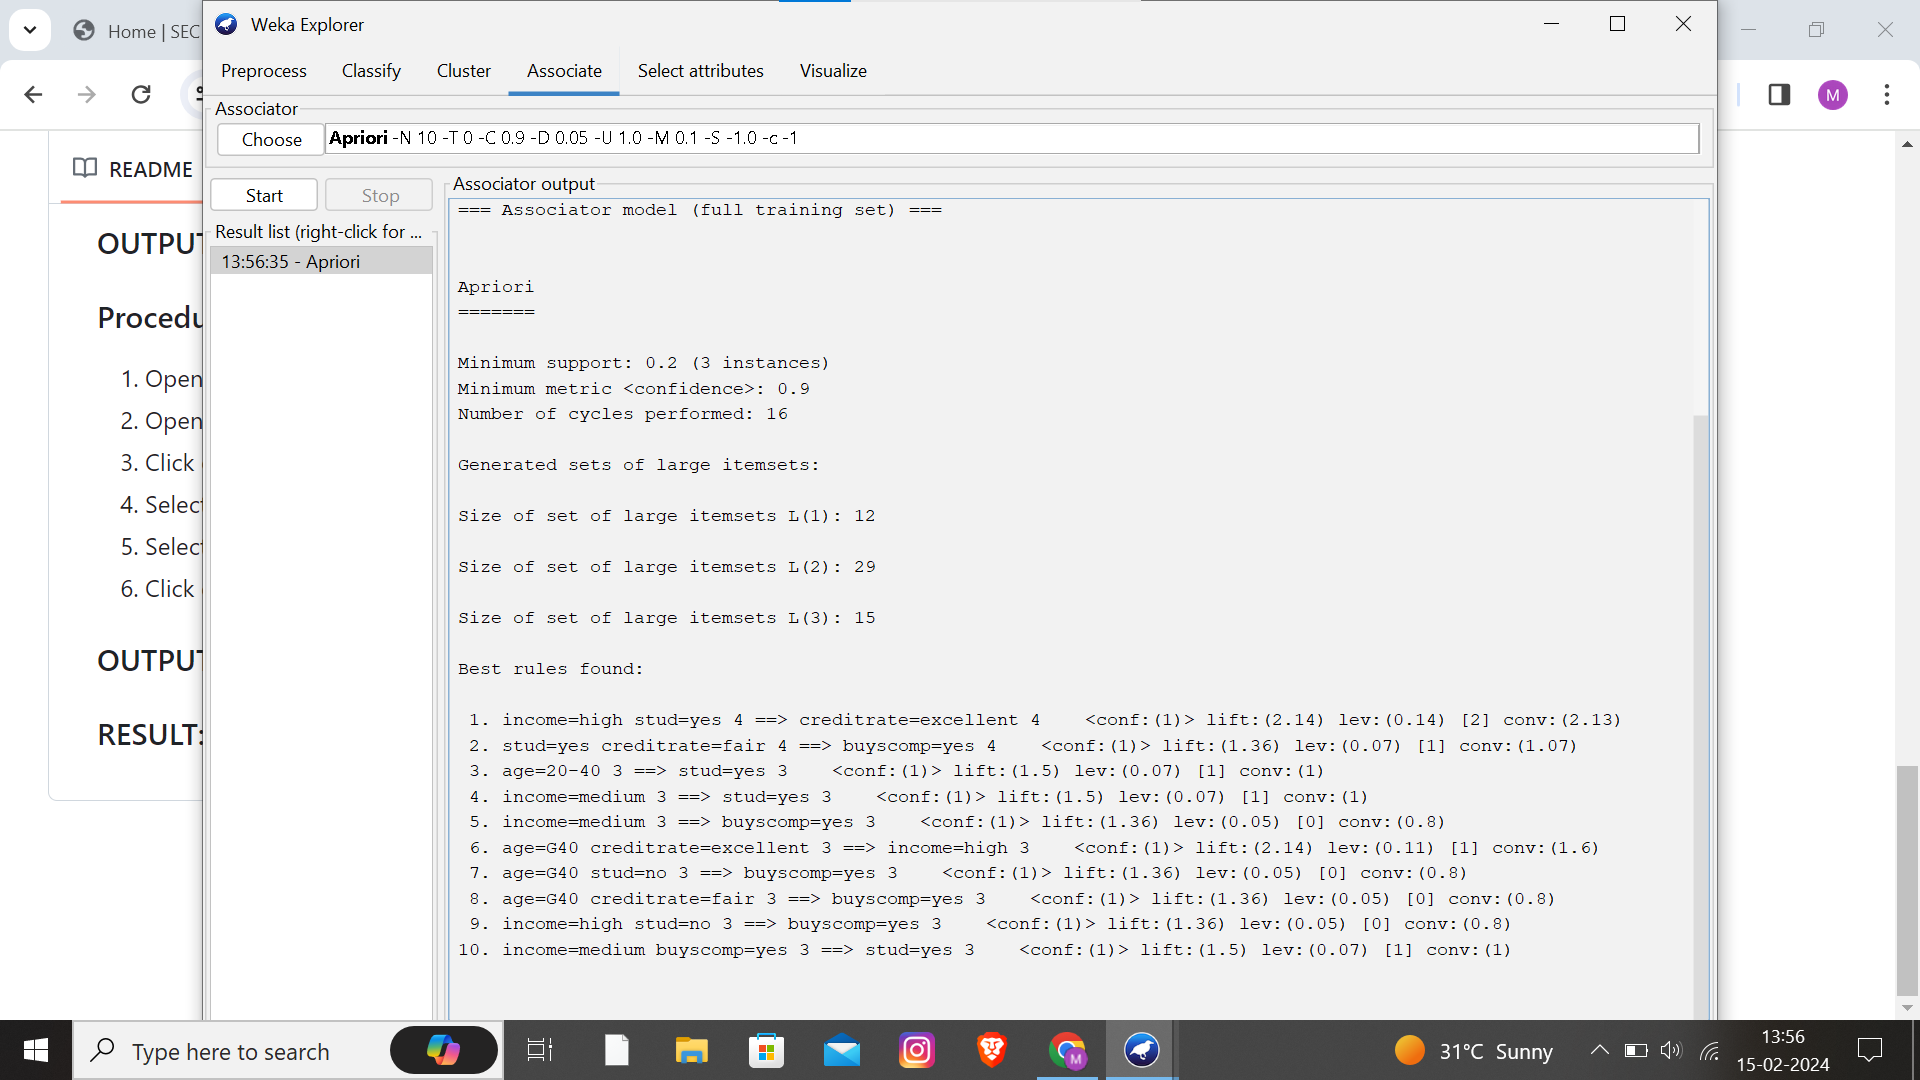 Home | SEC
Weka Explorer
Preprocess Classify Cluster Associate Select attributes Visualize
Associator
Choose Apriori -N 10 -T 0 -C 0.9 -D 0.05 -U 1.0 -M 0.1 -S -1.0 -c -1
M
README
Start Stop
Associator output
Result list (right-click for ...
13:56:35 - Apriori
OUTPUT
Procedu
1. Open
2. Open
3. Click
4. Select
5. Select
6. Click
OUTPUT
RESULT:
=== Associator model (full training set) ===
Apriori
=======
Minimum support: 0.2 (3 instances)
Minimum metric <confidence>: 0.9
Number of cycles performed: 16
Generated sets of large itemsets:
Size of set of large itemsets L(1): 12
Size of set of large itemsets L(2): 29
Size of set of large itemsets L(3): 15
Best rules found:
1. income=high stud=yes 4 ==> creditrate=excellent 4 <conf:(1)> lift:(2.14) lev:(0.14) [2] conv:(2.13)
2. stud=yes creditrate=fair 4 ==> buyscomp=yes 4 <conf:(1)> lift:(1.36) lev:(0.07) [1] conv:(1.07)
3. age=20-40 3 ==> stud=yes 3 <conf:(1)> lift:(1.5) lev:(0.07) [1] conv:(1)
4. income=medium 3 ==> stud=yes 3 <conf:(1)> lift:(1.5) lev:(0.07) [1] conv:(1)
5. income=medium 3 ==> buyscomp=yes 3 <conf:(1)> lift:(1.36) lev:(0.05) [0] conv:(0.8)
6. age=G40 creditrate=excellent 3 ==> income=high 3 <conf:(1)> lift:(2.14) lev:(0.11) [1] conv:(1.6)
7. age=G40 stud=no 3 ==> buyscomp=yes 3 <conf:(1)> lift:(1.36) lev:(0.05) [0] conv:(0.8)
8. age=G40 creditrate=fair 3 ==> buyscomp=yes 3 <conf:(1)> lift:(1.36) lev:(0.05) [0] conv:(0.8)
9. income=high stud=no 3 ==> buyscomp=yes 3 <conf:(1)> lift:(1.36) lev:(0.05) [0] conv:(0.8)
10. income=medium buyscomp=yes 3 ==> stud=yes 3 <conf:(1)> lift:(1.5) lev:(0.07) [1] conv:(1)
Type here to search
M
31°C Sunny
13:56
15-02-2024